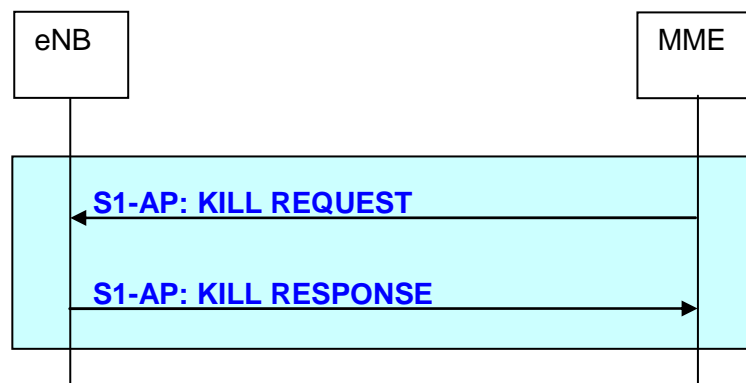 eNB
MME
S1-AP: KILL REQUEST
S1-AP: KILL RESPONSE